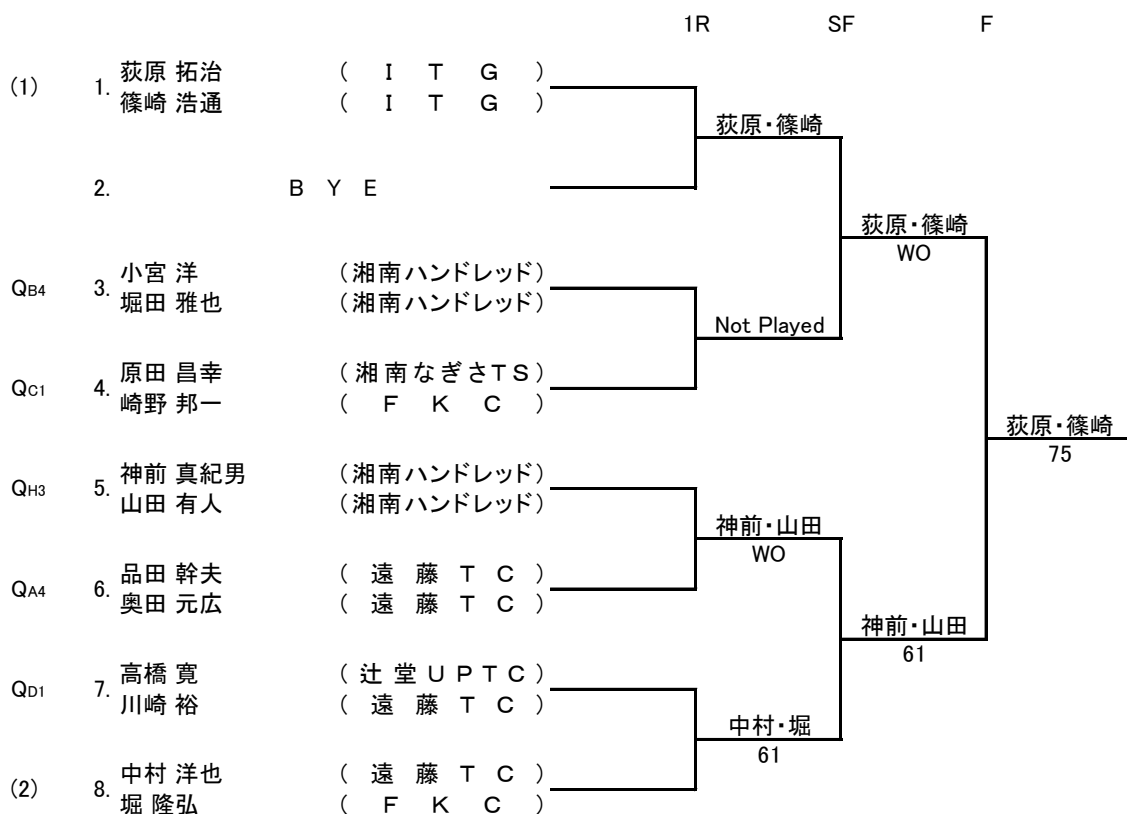 1R SF F
(1) 1. 荻原 拓治 ( I T G )
篠崎 浩通 ( I T G )
荻原・篠崎
2. B Y E
荻原・篠崎
WO
QB4 3. 小宮 洋 (湘南ハンドレッド)
堀田 雅也 (湘南ハンドレッド)
Not Played
QC1 4. 原田 昌幸 (湘南なぎさTS)
崎野 邦一 ( F K C )
荻原・篠崎
75
QH3 5. 神前 真紀男 (湘南ハンドレッド)
山田 有人 (湘南ハンドレッド)
神前・山田
WO
QA4 6. 品田 幹夫 ( 遠 藤 T C )
奥田 元広 ( 遠 藤 T C )
神前・山田
61
QD1 7. 高橋 寛 ( 辻 堂 U P T C )
川崎 裕 ( 遠 藤 T C )
中村・堀
61
(2) 8. 中村 洋也 ( 遠 藤 T C )
堀 隆弘 ( F K C )